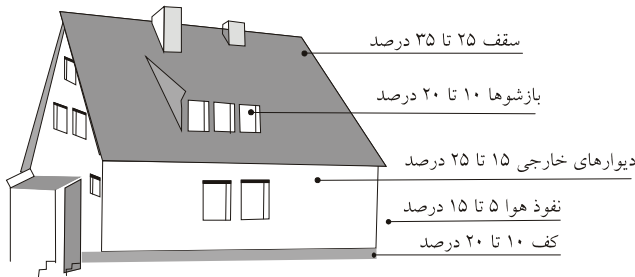 سقف ۲۵ تا ۳۵ درصد
بازشوها ۱۰ تا ۲۰ درصد
دیوارهای خارجی ۱۵ تا ۲۵ درصد
نفوذ هوا ۵ تا ۱۵ درصد
کف ۱۰ تا ۲۰ درصد